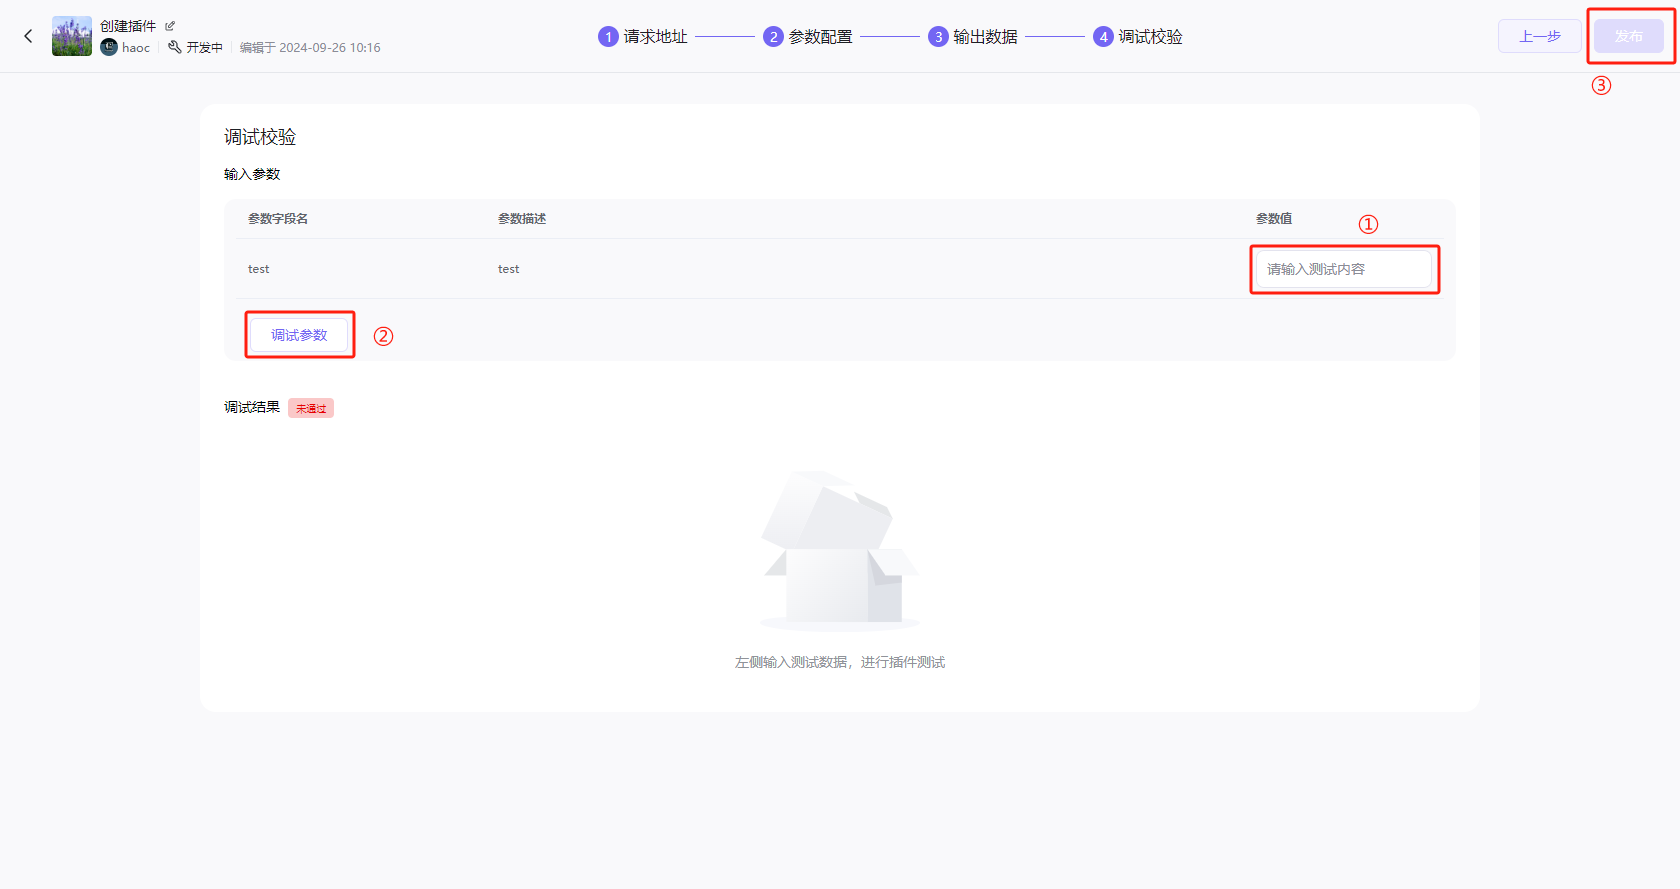 创建插件
haoc 开发中 编辑于 2024-09-26 10:16
1 请求地址 2 参数配置 3 输出数据 4 调试校验
上一步 发布
③
调试校验
输入参数
参数字段名 参数描述 参数值 ①
test test 请输入测试内容
调试参数 ②
调试结果 未通过
左侧输入测试数据，进行插件测试